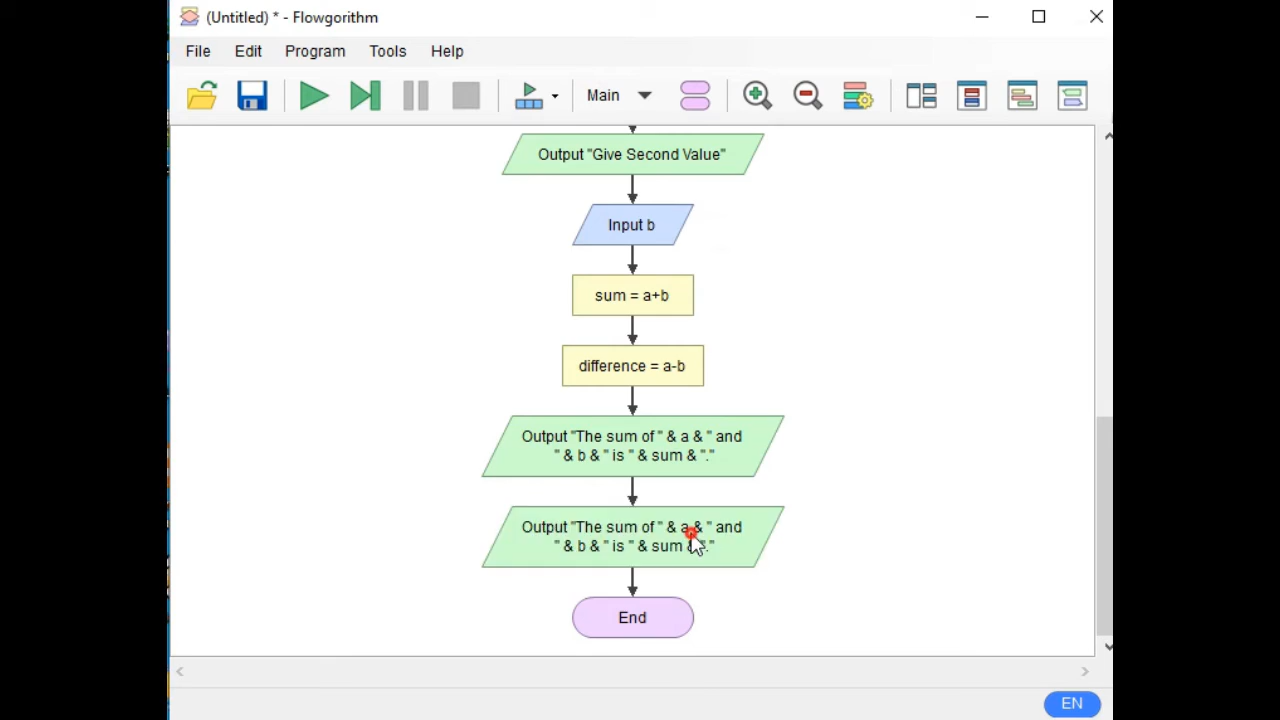 (Untitled) * - Flowgorithm
File Edit Program Tools Help
Main
Output "Give Second Value"
Input b
sum = a+b
difference = a-b
Output "The sum of " & a & " and
" & b & " is " & sum & "."
Output "The sum of " & a & " and
" & b & " is " & sum & "."
End
EN